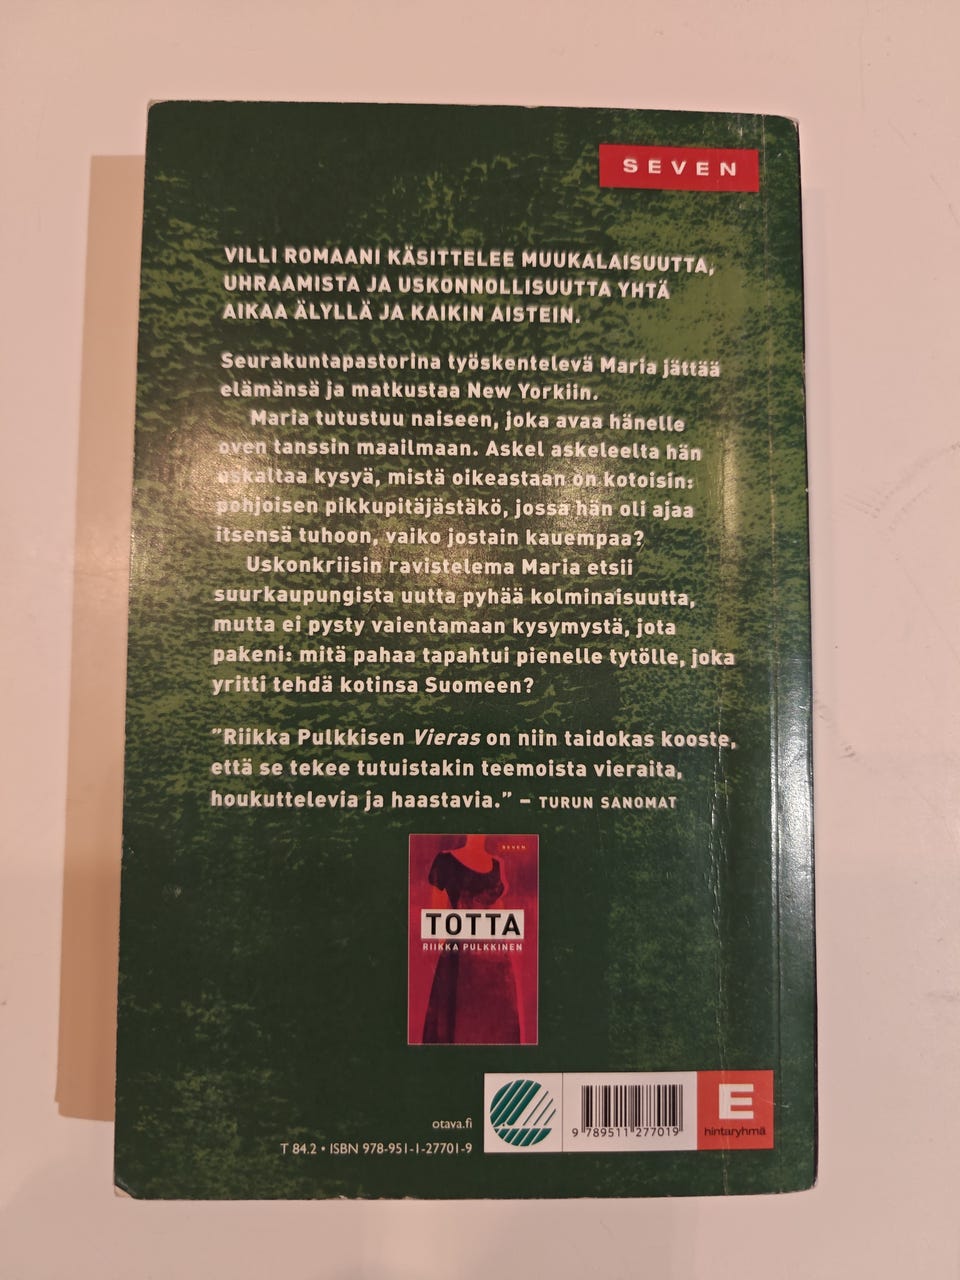 SEVEN
VILLI ROMAANI KÄSITTELEE MUUKALAISUUTTA,
UHRAAMISTA JA USKONNOLLISUUTTA YHTÄ
AIKAA ÄLYLLÄ JA KAIKIN AISTEIN.
Seurakuntapastorina työskentelevä Maria jättää
elämänsä ja matkustaa New Yorkiin.
Maria tutustuu naiseen, joka avaa hänelle
oven tanssin maailmaan. Askel askeleelta hän
uskaltaa kysyä, mistä oikeastaan on kotoisin:
pohjoisen pikkupitäjästäkö, jossa hän oli ajaa
itsensä tuhoon, vaiko jostain kauempaa?
Uskonkriisin ravistelema Maria etsii
suurkaupungista uutta pyhää kolminaisuutta,
mutta ei pysty vaientamaan kysymystä, jota
pakeni: mitä pahaa tapahtui pienelle tytölle, joka
yritti tehdä kotinsa Suomeen?
”Riikka Pulkkisen Vieras on niin taidokas kooste,
että se tekee tutuistakin teemoista vieraita,
houkuttelevia ja haastavia.” – TURUN SANOMAT
SEVEN
TOTTA
RIIKKA PULKKINEN
otava.fi
T 84.2 • ISBN 978-951-1-27701-9
9 789511 277019
E
hintaryhmä